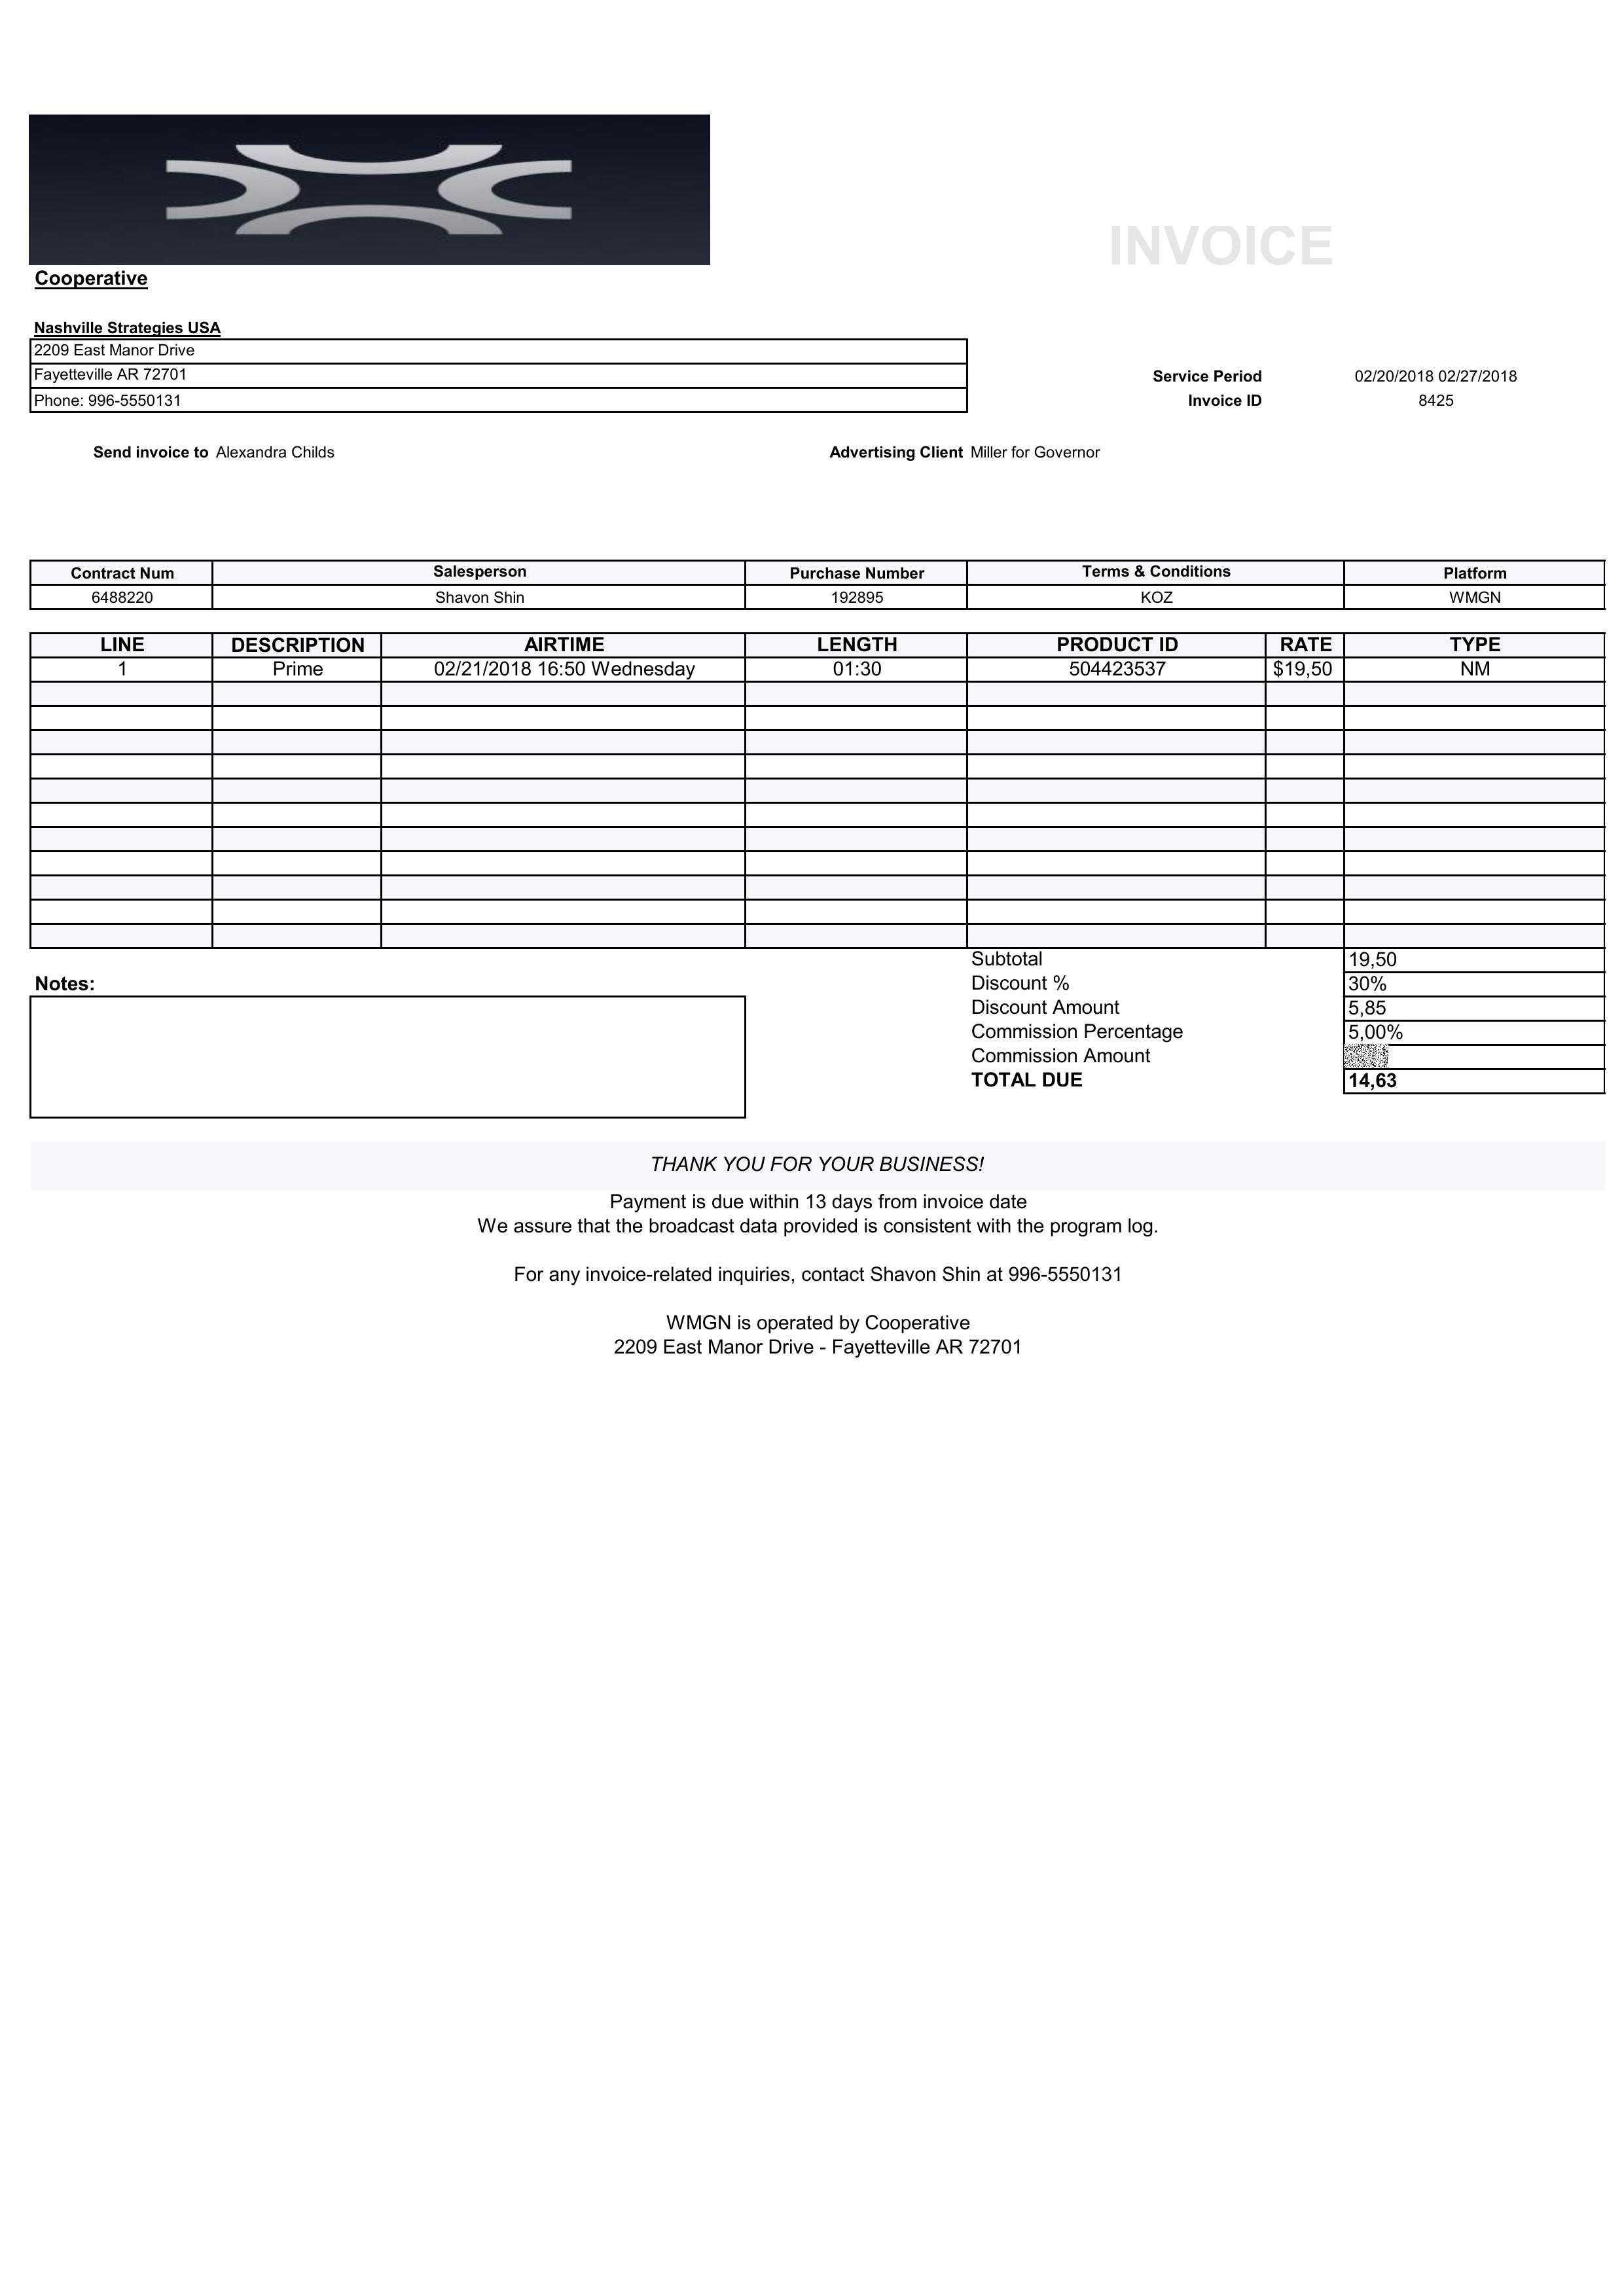 INVOICE
Cooperative
Nashville Strategies USA
2209 East Manor Drive
Fayetteville AR 72701
Phone: 996-5550131
Service Period 02/20/2018 02/27/2018
Invoice ID 8425
Send invoice to Alexandra Childs Advertising Client Miller for Governor
Contract Num Salesperson Purchase Number Terms & Conditions Platform
6488220 Shavon Shin 192895 KOZ WMGN
LINE DESCRIPTION AIRTIME LENGTH PRODUCT ID RATE TYPE
1 Prime 02/21/2018 16:50 Wednesday 01:30 504423537 $19,50 NM
Subtotal 19,50
Notes:
Discount % 30%
Discount Amount 5,85
Commission Percentage 5,00%
Commission Amount
TOTAL DUE 14,63
THANK YOU FOR YOUR BUSINESS!
Payment is due within 13 days from invoice date
We assure that the broadcast data provided is consistent with the program log.
For any invoice-related inquiries, contact Shavon Shin at 996-5550131
WMGN is operated by Cooperative
2209 East Manor Drive - Fayetteville AR 72701